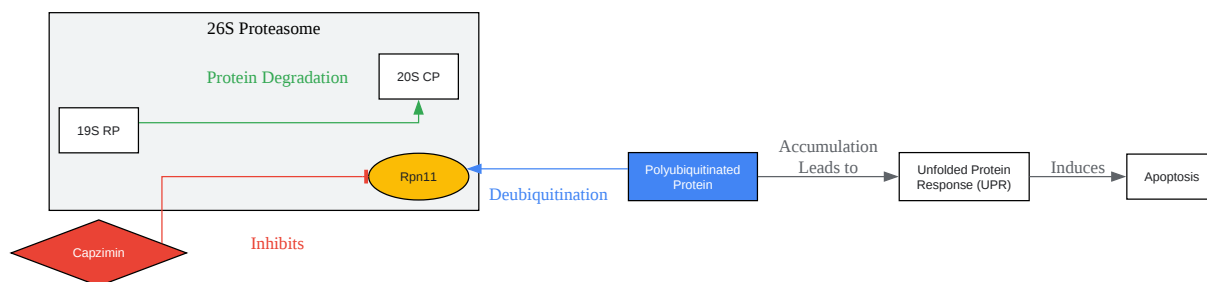 26S Proteasome
Protein Degradation
20S CP
19S RP
Rpn11
Deubiquitination
Polyubiquitinated
Protein
Accumulation
Leads to
Unfolded Protein
Response (UPR)
Induces
Apoptosis
Capzimin
Inhibits